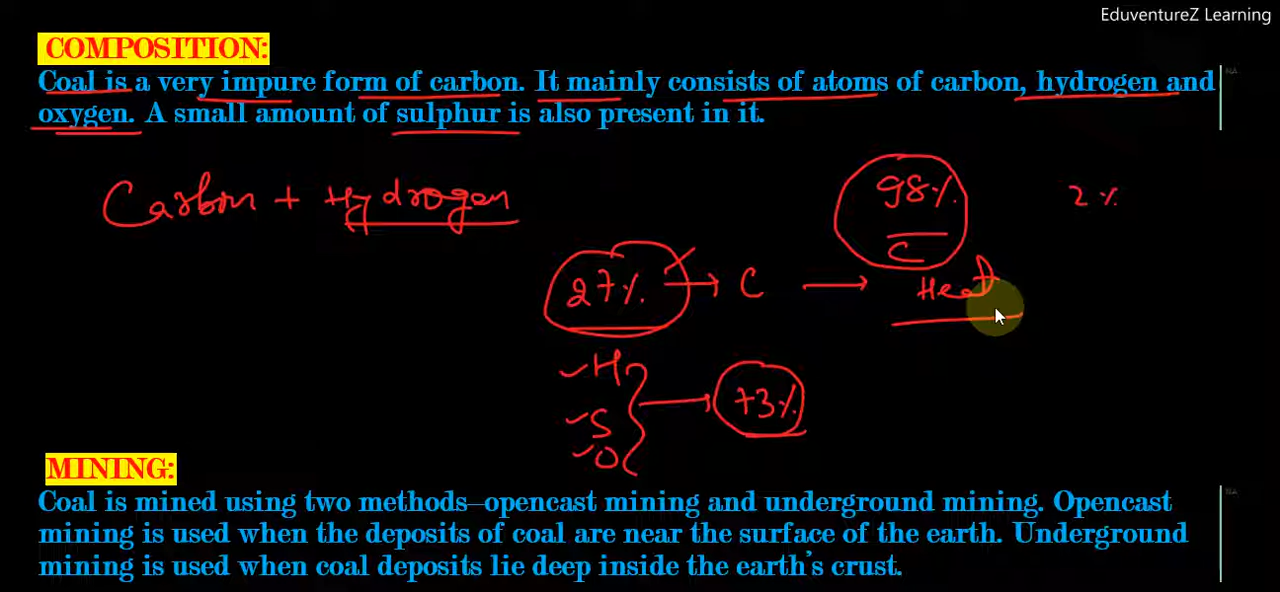 EduventureZ Learning
COMPOSITION:
Coal is a very impure form of carbon. It mainly consists of atoms of carbon, hydrogen and
oxygen. A small amount of sulphur is also present in it.
98% 2%
Carbon + Hydrogen
C
27% → C → Heat
H
73%
S
O
MINING:
Coal is mined using two methods–opencast mining and underground mining. Opencast
mining is used when the deposits of coal are near the surface of the earth. Underground
mining is used when coal deposits lie deep inside the earth's crust.